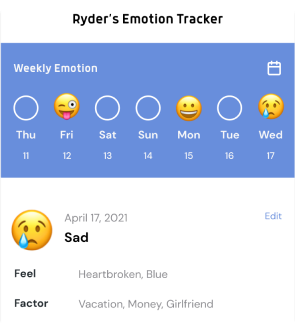 Ryder's Emotion Tracker
Weekly Emotion
Thu Fri Sat Sun Mon Tue Wed
11 12 13 14 15 16 17
April 17, 2021 Edit
Sad
Feel Heartbroken, Blue
Factor Vacation, Money, Girlfriend